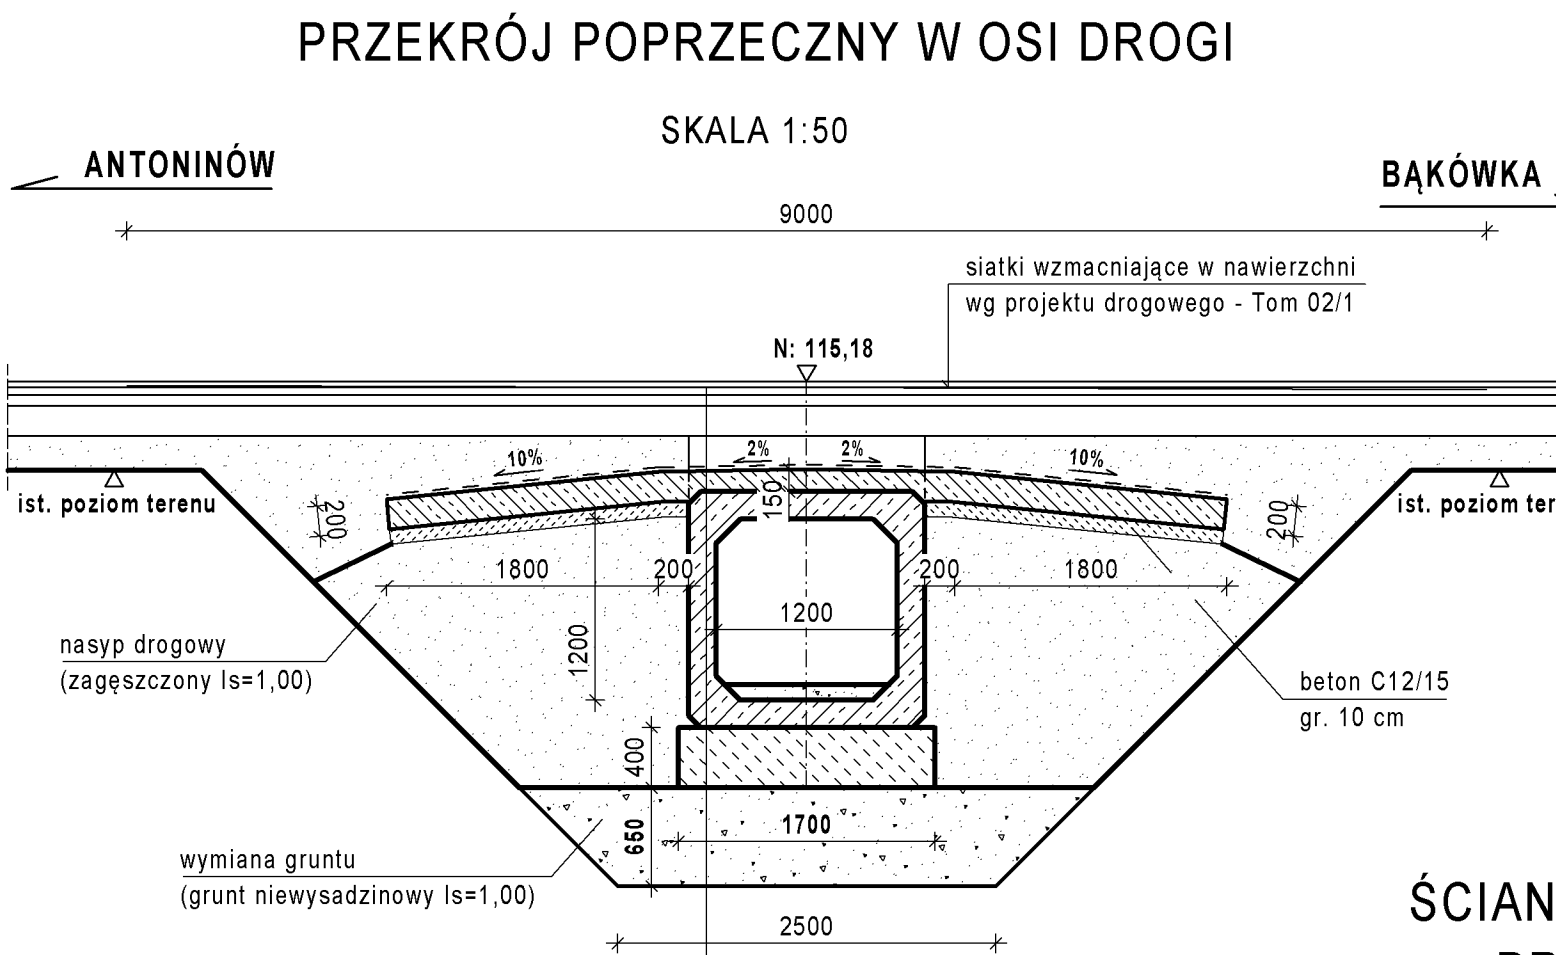 PRZEKRÓJ POPRZECZNY W OSI DROGI
SKALA 1:50
ANTONINÓW
BĄKÓWKA
9000
siatki wzmacniające w nawierzchni
wg projektu drogowego - Tom 02/1
N: 115,18
10%
2%
2%
10%
ist. poziom terenu
200
150
200
ist. poziom ter
1800
200
200
1800
1200
1200
nasyp drogowy
(zagęszczony Is=1,00)
beton C12/15
gr. 10 cm
400
650
1700
wymiana gruntu
(grunt niewysadzinowy Is=1,00)
2500
ŚCIAN